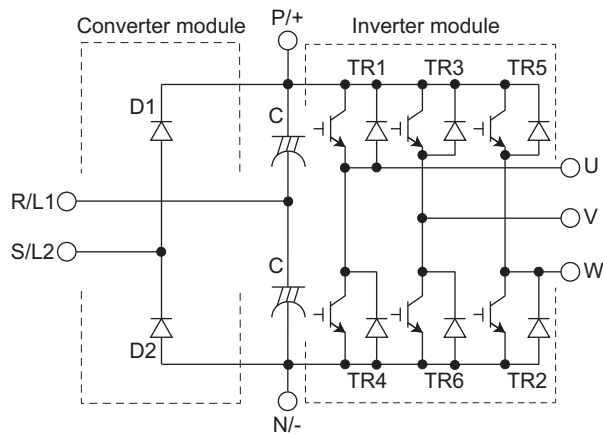 Converter module
P/+
Inverter module
TR1
TR3
TR5
D1
C
U
R/L1
V
S/L2
C
W
D2
TR4
TR6
TR2
N/-